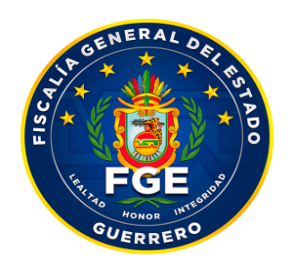 FISCALÍA GENERAL DEL ESTADO
FGE
LEALTAD HONOR INTEGRIDAD
GUERRERO